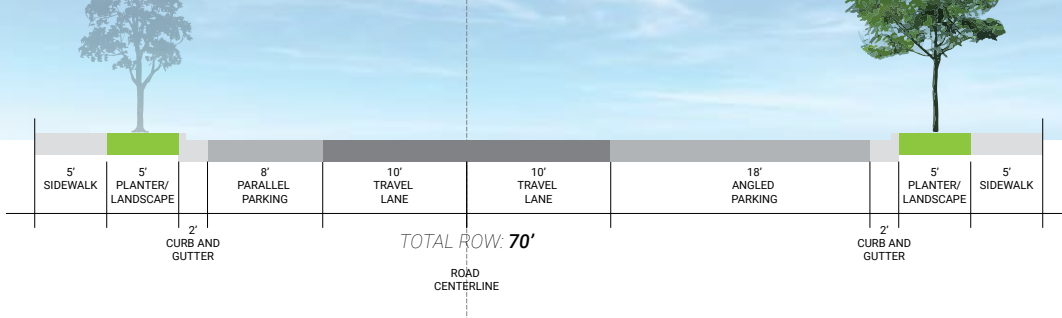 5’
SIDEWALK
5’
PLANTER/
LANDSCAPE
2’
CURB AND
GUTTER
8’
PARALLEL
PARKING
10’
TRAVEL
LANE
10’
TRAVEL
LANE
18’
ANGLED
PARKING
2’
CURB AND
GUTTER
5’
PLANTER/
LANDSCAPE
5’
SIDEWALK
TOTAL ROW: 70’
ROAD
CENTERLINE